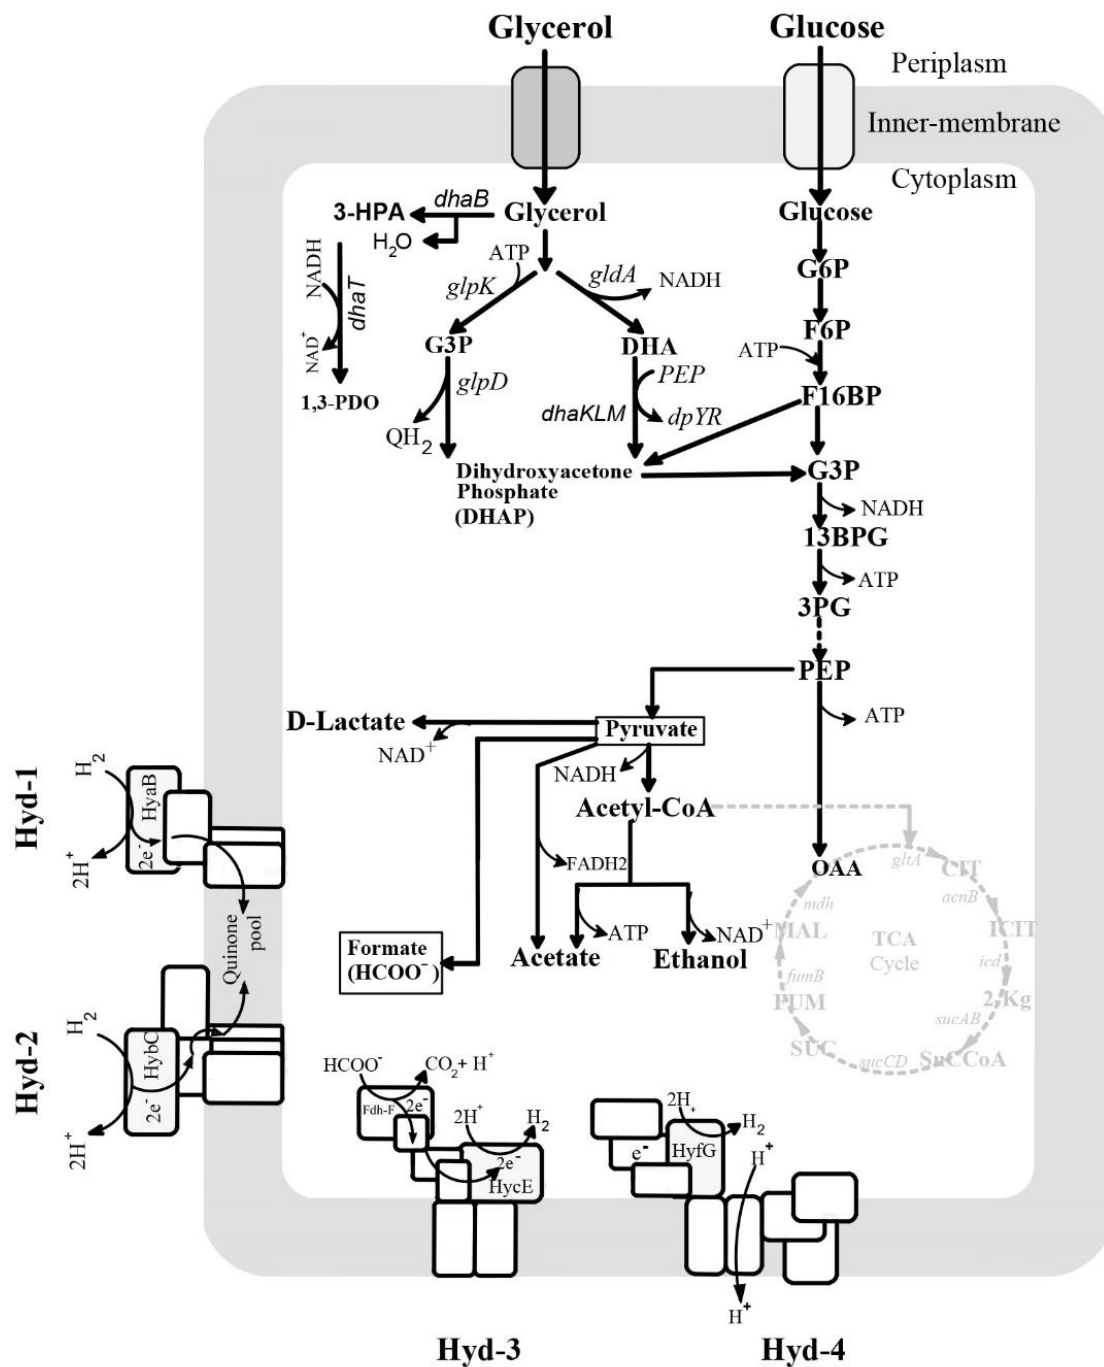 Glycerol
Glucose
Periplasm
Inner-membrane
Cytoplasm
3-HPA
dhaB
Glycerol
H2O
Glucose
NADH
dhaT
NAD+
1,3-PDO
ATP
glpK
gldA
NADH
G6P
G3P
DHA
F6P
ATP
glpD
PEP
QH2
dhaKLM
dpYR
F16BP
Dihydroxyacetone
Phosphate
(DHAP)
G3P
NADH
13BPG
ATP
3PG
PEP
ATP
D-Lactate
Pyruvate
NAD+
NADH
Acetyl-CoA
FADH2
OAA
gltA
CIT
acnB
ICIT
icd
2-Kg
sucAB
SuCCoA
sucCD
SUC
FUM
fumB
MAL
mdh
TCA
Cycle
Formate
(HCOO-)
Acetate
ATP
Ethanol
NAD+
Hyd-1
H2
HyaB
2e-
2H+
Quinone
pool
Hyd-2
H2
HybC
2e-
2H+
HCOO-
CO2 + H+
Fdh-F
2e-
2H+
H2
2e-
HycE
2H+
H2
e-
HyfG
H+
H+
Hyd-3
Hyd-4